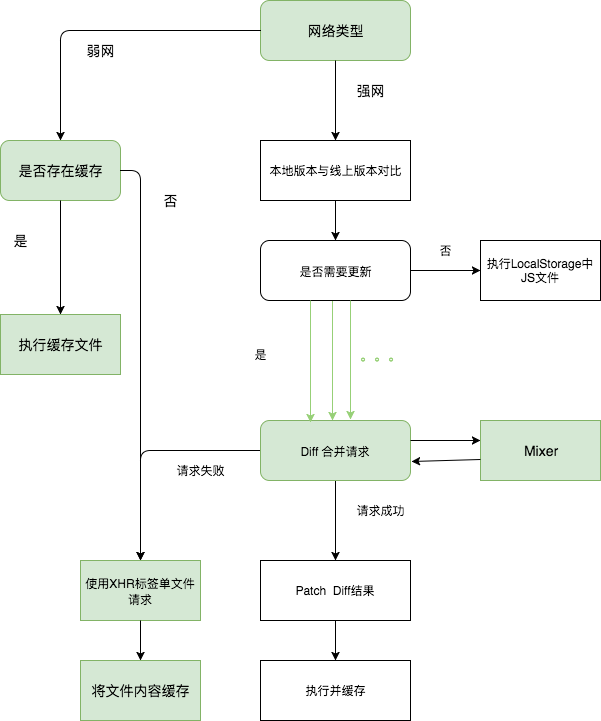 网络类型
弱网
强网
是否存在缓存
本地版本与线上版本对比
否
是
是否需要更新
否
执行LocalStorage中
JS文件
执行缓存文件
是
。。。
Diff 合并请求
Mixer
请求失败
请求成功
使用XHR标签单文件
请求
Patch Diff结果
将文件内容缓存
执行并缓存